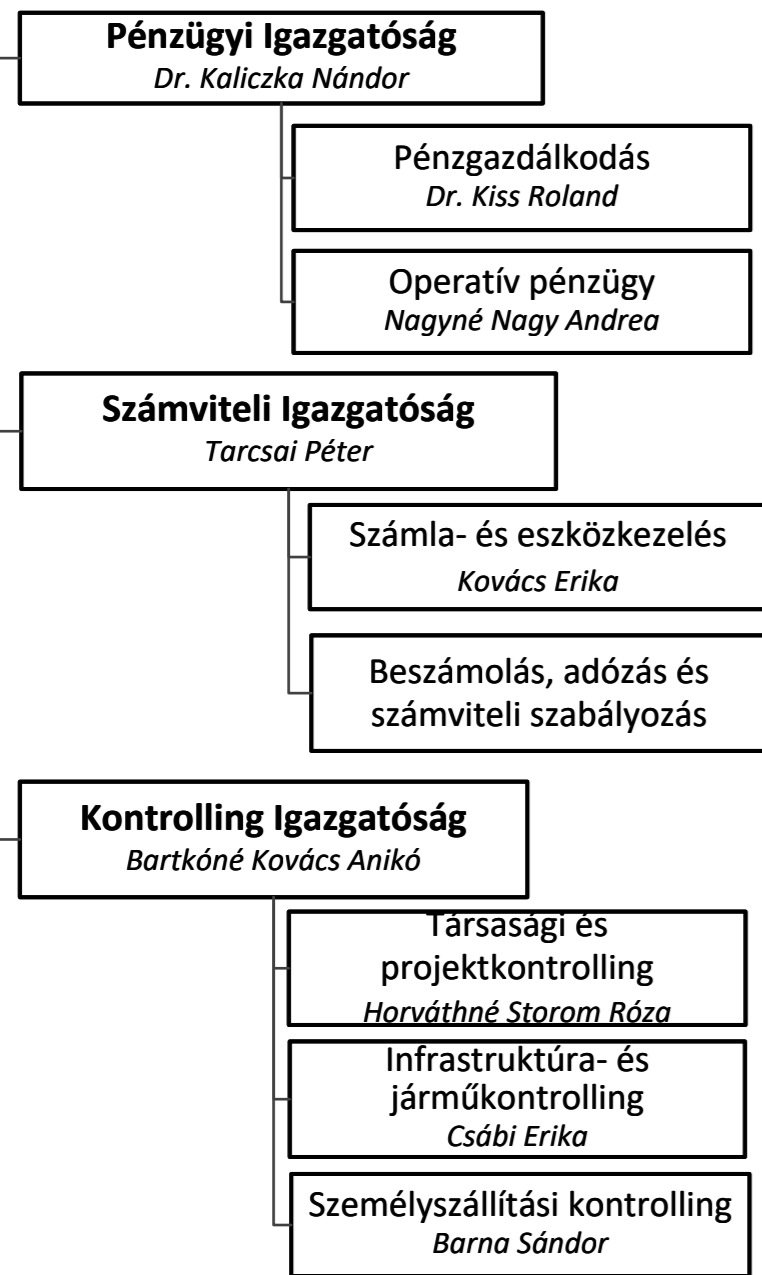 Pénzügyi Igazgatóság
Dr. Kaliczka Nándor
Pénzgazdálkodás
Dr. Kiss Roland
Operatív pénzügy
Nagyné Nagy Andrea
Számviteli Igazgatóság
Tarcsai Péter
Számla- és eszközkezelés
Kovács Erika
Beszámolás, adózás és
számviteli szabályozás
Kontrolling Igazgatóság
Bartkóné Kovács Anikó
Társasági és
projektkontrolling
Horváthné Storom Róza
Infrastruktúra- és
járműkontrolling
Csábi Erika
Személyszállítási kontrolling
Barna Sándor